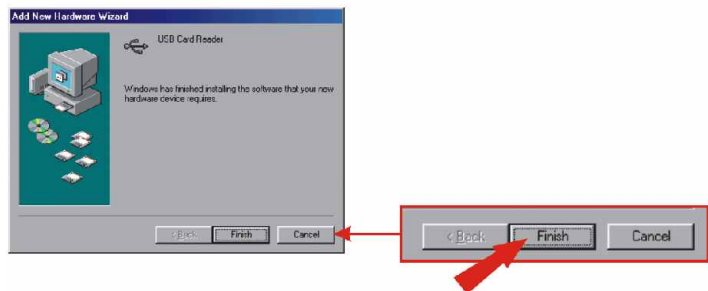 Add New Hardware Wizard
USB Card Reader
Windows has finished installing the software that your new
hardware device requires.
< Back
Finish
Cancel
< Back
Finish
Cancel